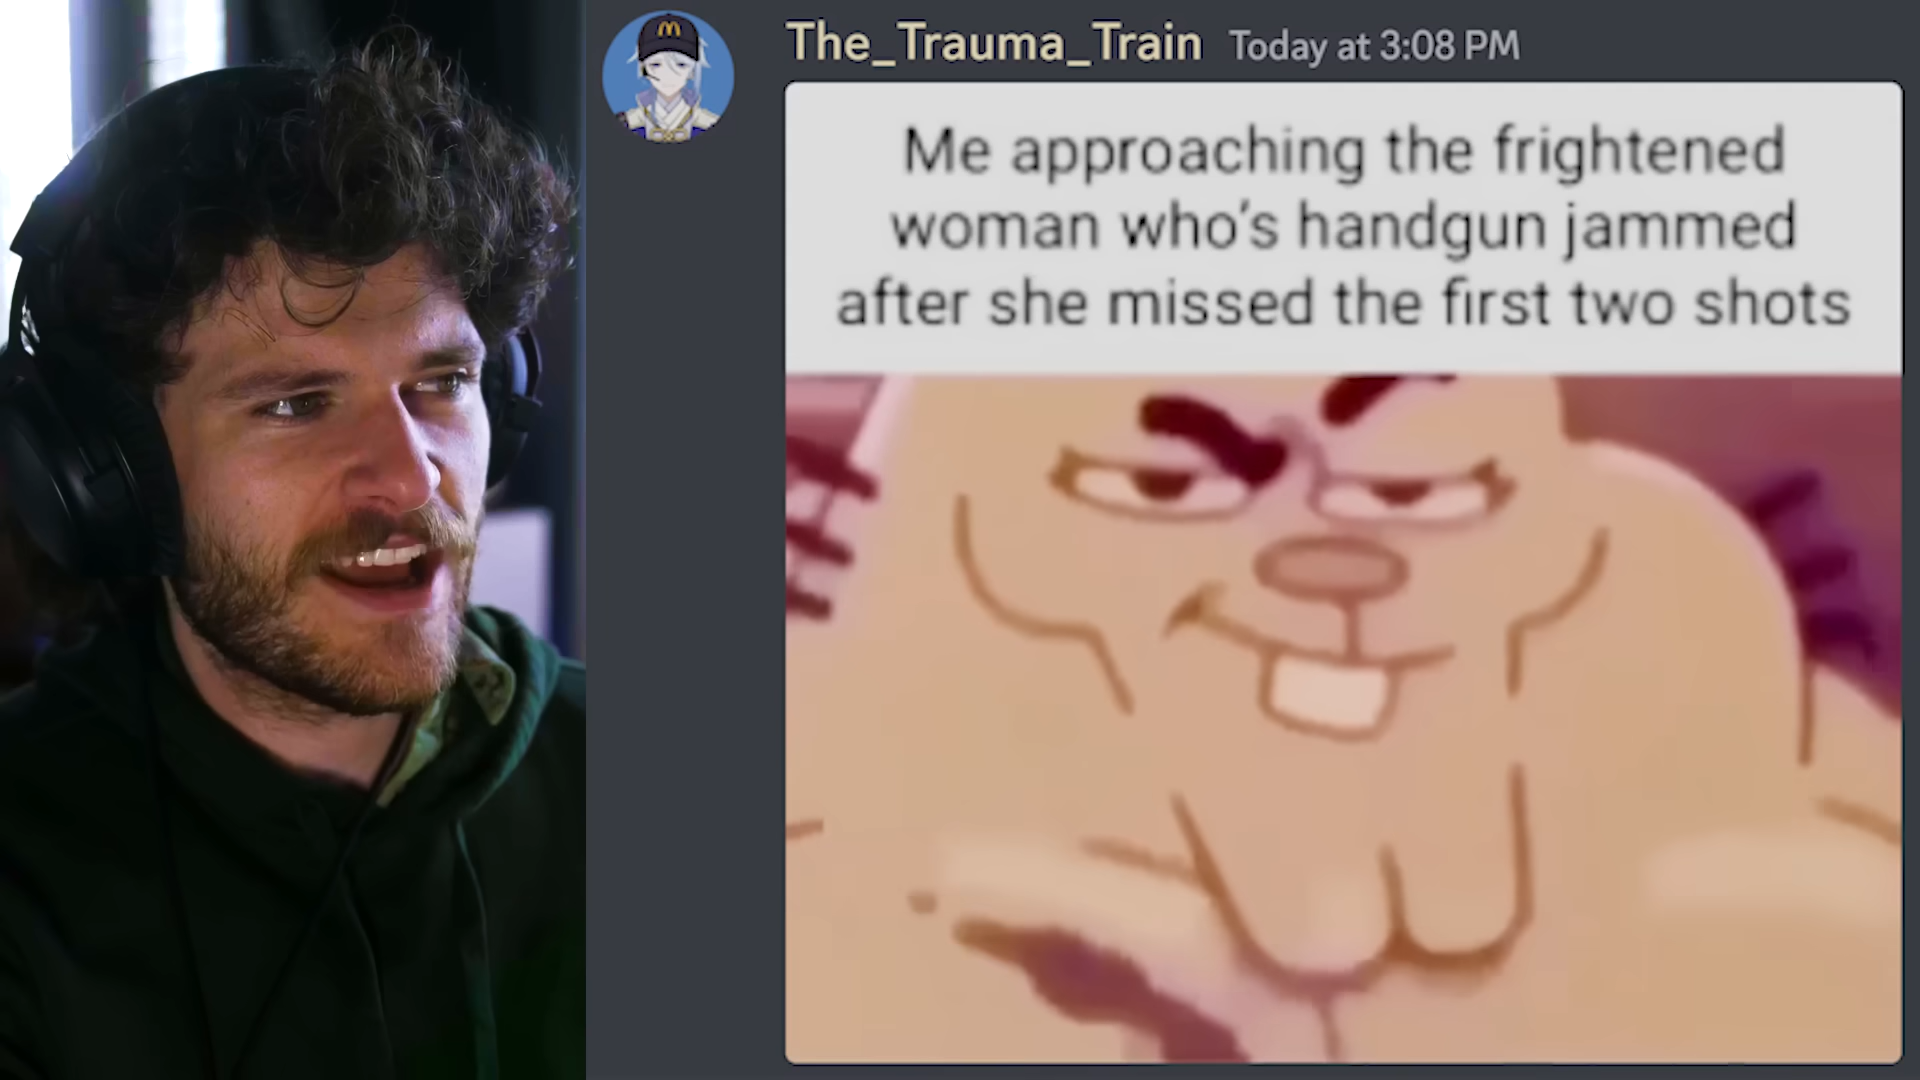 The_Trauma_Train Today at 3:08 PM
Me approaching the frightened
woman who's handgun jammed
after she missed the first two shots